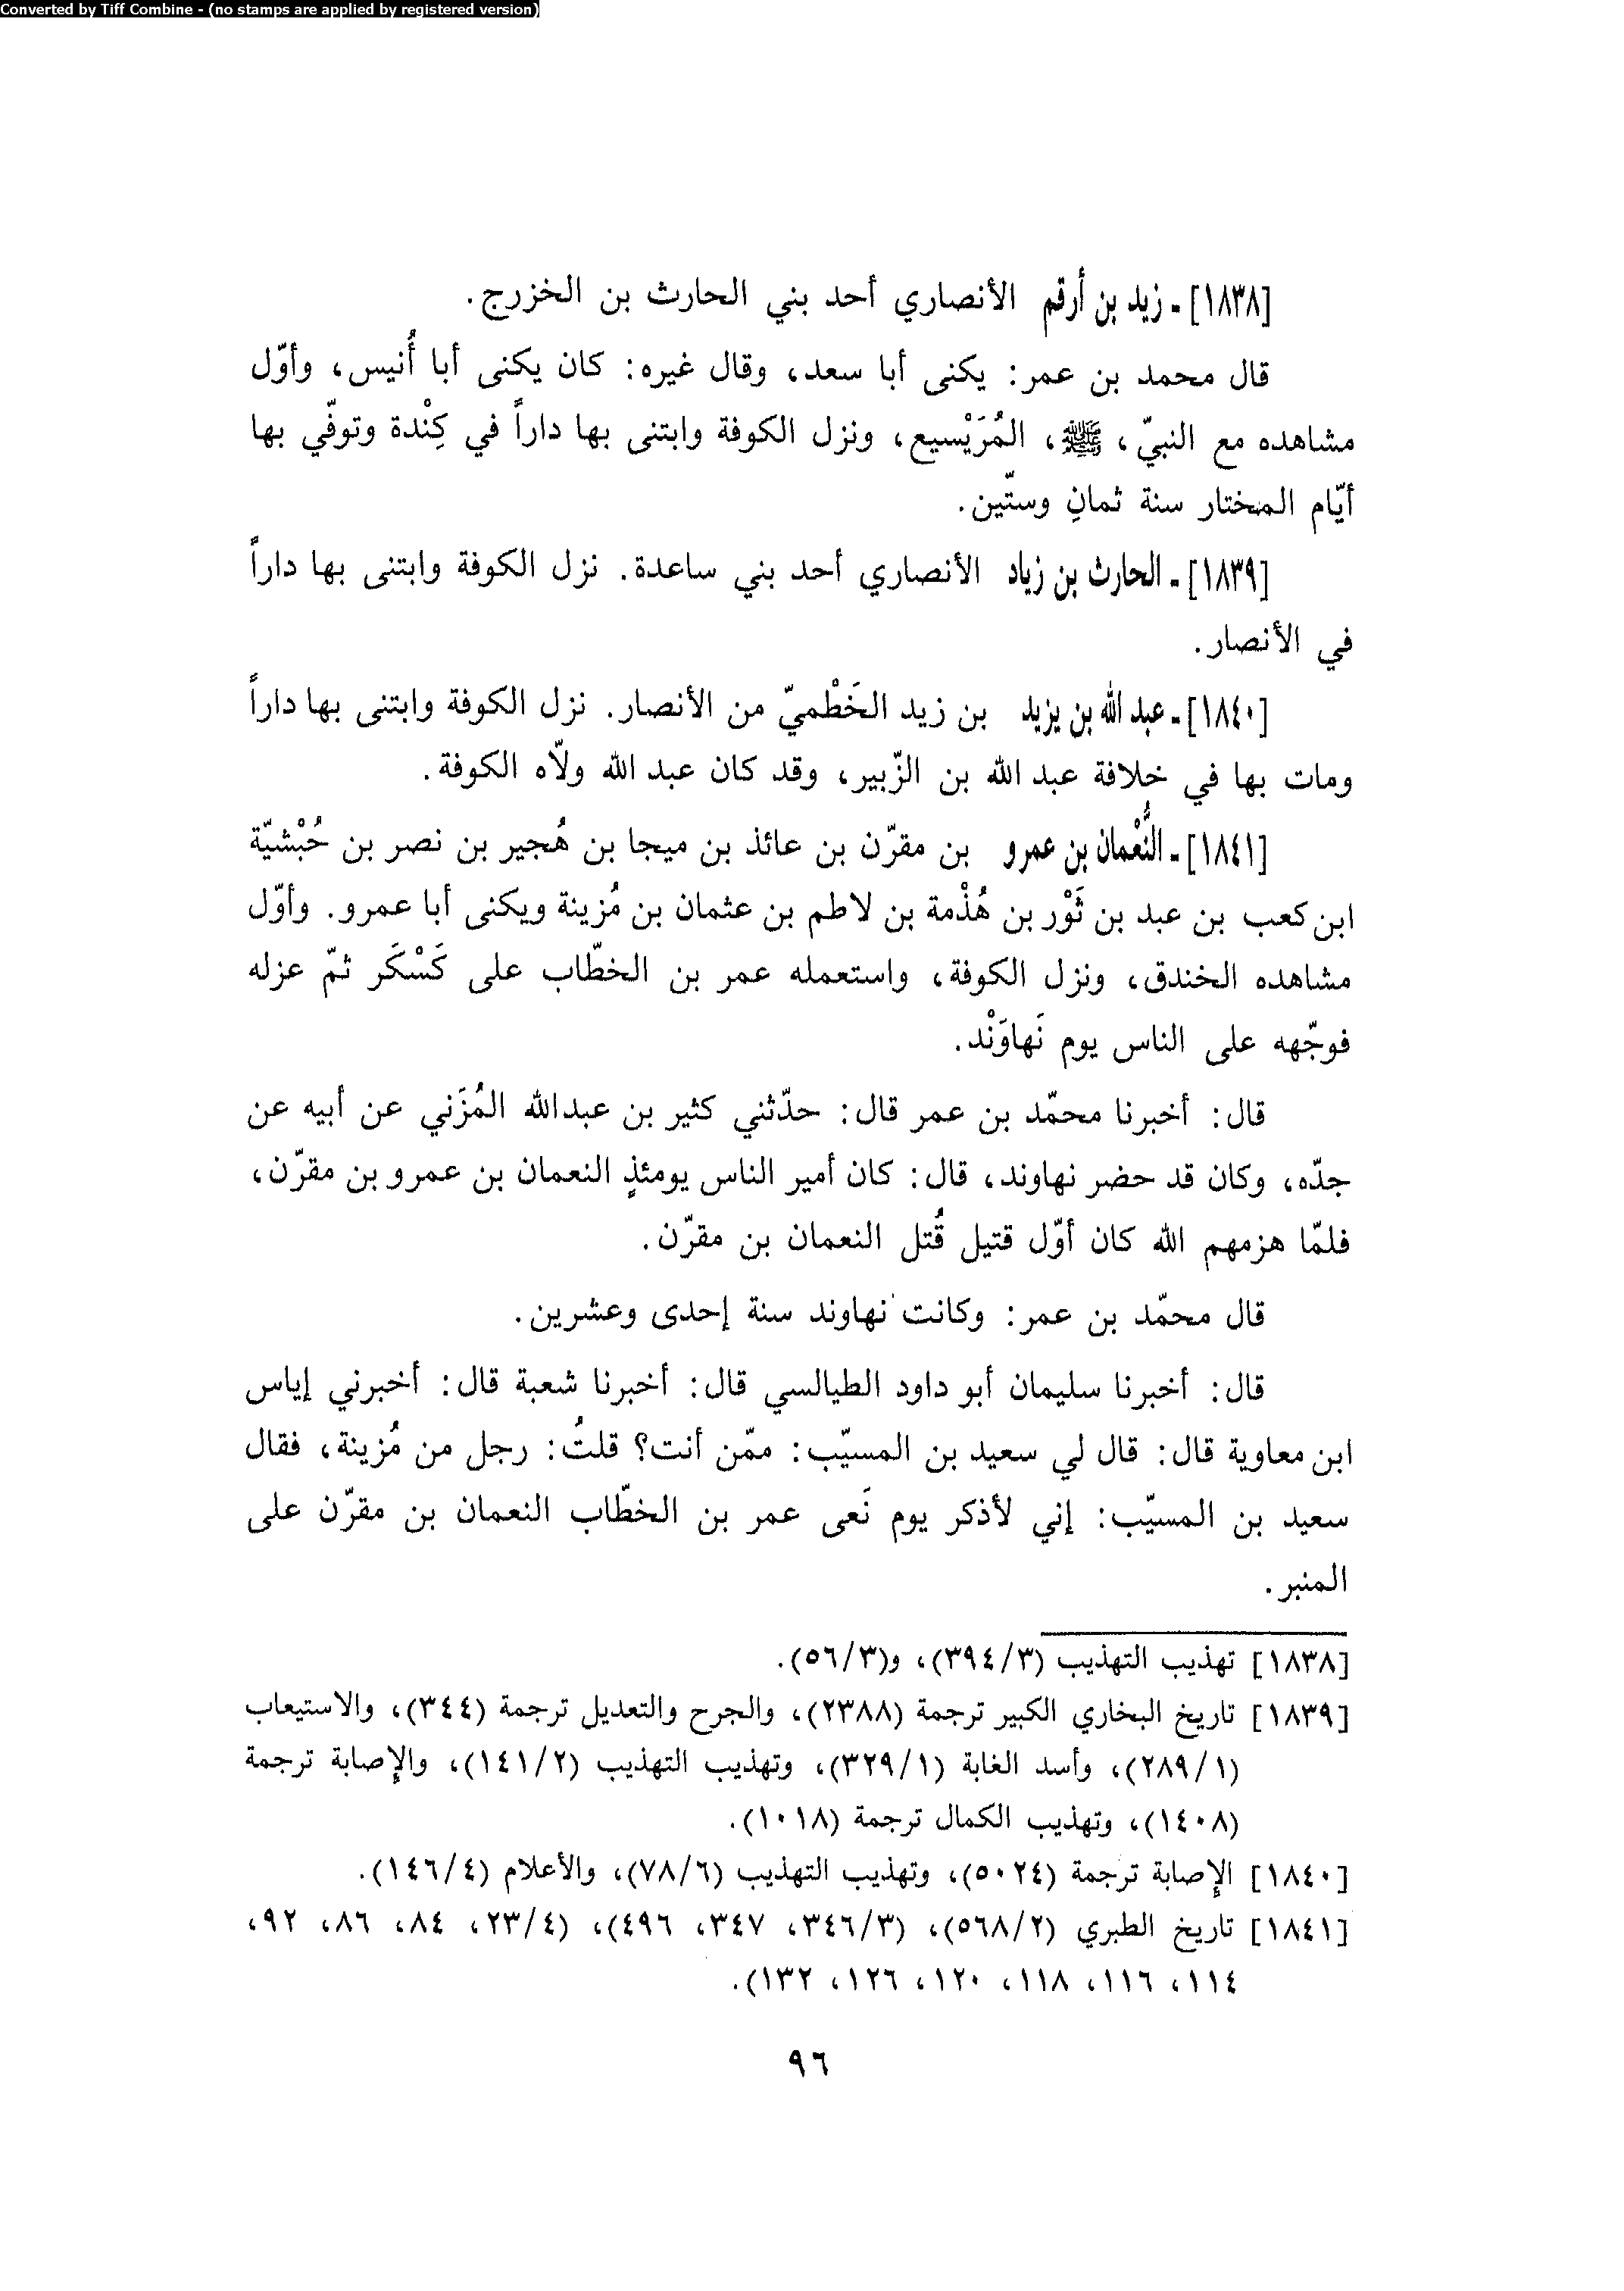 Converted by Tiff Combine - (no stamps are applied by registered version)
[١٨٣٨] - زيد بن أرقم الأنصاري أحد بني الحارث بن الخزرج.
قال محمد بن عمر: يكنى أبا سعد، وقال غيره: كان يكنى أبا أُنيس، وأوّل
مشاهده مع النبيّ، ﷺ، المُرَيْسيع، ونزل الكوفة وابتنى بها داراً في كِنْدة وتوفّي بها
أيّام المختار سنة ثمانٍ وستّين.
[١٨٣٩] - الحارث بن زياد الأنصاري أحد بني ساعدة. نزل الكوفة وابتنى بها داراً
في الأنصار.
[١٨٤٠] - عبد الله بن يزيد بن زيد الخَطْميّ من الأنصار. نزل الكوفة وابتنى بها داراً
ومات بها في خلافة عبد الله بن الزّبير، وقد كان عبد الله ولّاه الكوفة.
[١٨٤١] - النُّعْمان بن عمرو بن مقرّن بن عائذ بن ميجا بن هُجير بن نصر بن حُبْشيّة
ابن كعب بن عبد بن ثَوْر بن هُذْمة بن لاطم بن عثمان بن مُزينة ويكنى أبا عمرو. وأوّل
مشاهده الخندق، ونزل الكوفة، واستعمله عمر بن الخطّاب على كَسْكَر ثمّ عزله
فوجّهه على الناس يوم نَهاوَنْد.
قال: أخبرنا محمّد بن عمر قال: حدّثني كثير بن عبدالله المُزَني عن أبيه عن
جدّه، وكان قد حضر نهاوند، قال: كان أمير الناس يومئذٍ النعمان بن عمرو بن مقرّن،
فلمّا هزمهم الله كان أوّل قتيل قُتل النعمان بن مقرّن.
قال محمّد بن عمر: وكانت نهاوند سنة إحدى وعشرين.
قال: أخبرنا سليمان أبو داود الطيالسي قال: أخبرنا شعبة قال: أخبرني إياس
ابن معاوية قال: قال لي سعيد بن المسيّب: ممّن أنت؟ قلتُ: رجل من مُزينة، فقال
سعيد بن المسيّب: إني لأذكر يوم نَعى عمر بن الخطّاب النعمان بن مقرّن على
المنبر.
[١٨٣٨] تهذيب التهذيب (٣/٣٩٤)، و(٣/٥٦).
[١٨٣٩] تاريخ البخاري الكبير ترجمة (٢٣٨٨)، والجرح والتعديل ترجمة (٣٤٤)، والاستيعاب
(١/٢٨٩)، وأسد الغابة (١/٣٢٩)، وتهذيب التهذيب (٢/١٤١)، والإصابة ترجمة
(١٤٠٨)، وتهذيب الكمال ترجمة (١٠١٨).
[١٨٤٠] الإصابة ترجمة (٥٠٢٤)، وتهذيب التهذيب (٦/٧٨)، والأعلام (٤/١٤٦).
[١٨٤١] تاريخ الطبري (٢/٥٦٨)، (٣/٣٤٦، ٣٤٧، ٤٩٦)، (٤/٢٣، ٨٤، ٨٦، ٩٢،
١١٤، ١١٦، ١١٨، ١٢٠، ١٢٦، ١٣٢).
٩٦